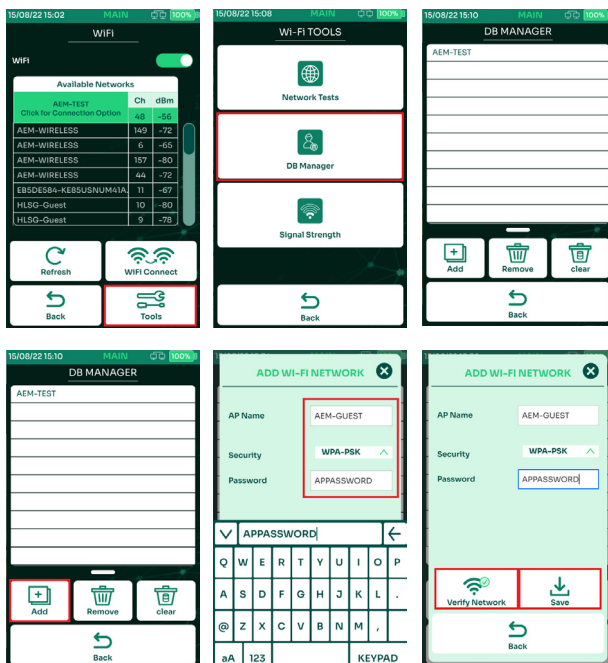 15/08/22 15:02 MAIN 100%
WiFi
WiFi
Available Networks
AEM-TEST Ch dBm
Click for Connection Option 48 -56
AEM-WIRELESS 149 -72
AEM-WIRELESS 6 -65
AEM-WIRELESS 157 -80
AEM-WIRELESS 44 -72
EB5DE584-KE85USNUM41A. 11 -67
HLSG-Guest 10 -80
HLSG-Guest 9 -78
Refresh WIFI Connect
Back Tools
15/08/22 15:08 MAIN 100%
Wi-Fi TOOLS
Network Tests
DB Manager
Signal Strength
Back
15/08/22 15:10 MAIN 100%
DB MANAGER
AEM-TEST
Add Remove clear
Back
15/08/22 15:10 MAIN 100%
DB MANAGER
AEM-TEST
Add Remove clear
Back
ADD WI-FI NETWORK
AP Name AEM-GUEST
Security WPA-PSK
Password APPASSWORD
APPASSWORD
Q W E R T Y U I O P
A S D F G H J K L .
@ Z X C V B N M ,
aA 123 KEYPAD
ADD WI-FI NETWORK
AP Name AEM-GUEST
Security WPA-PSK
Password APPASSWORD
Verify Network Save
Back